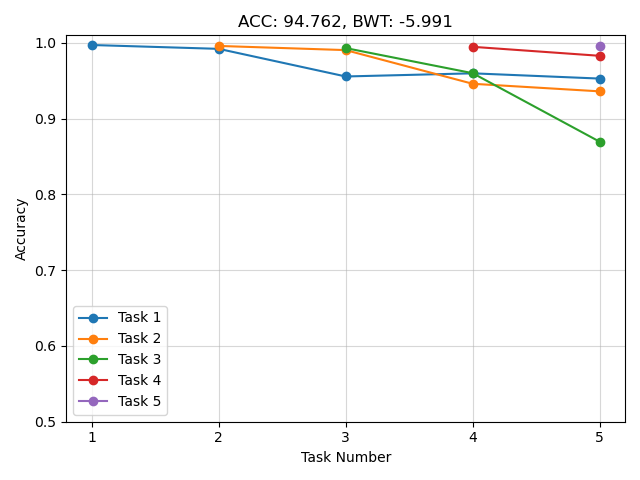 ACC: 94.762, BWT: -5.991
1.0
0.9
0.8
0.7
0.6
0.5
Accuracy
Task 1
Task 2
Task 3
Task 4
Task 5
1 2 3 4 5
Task Number